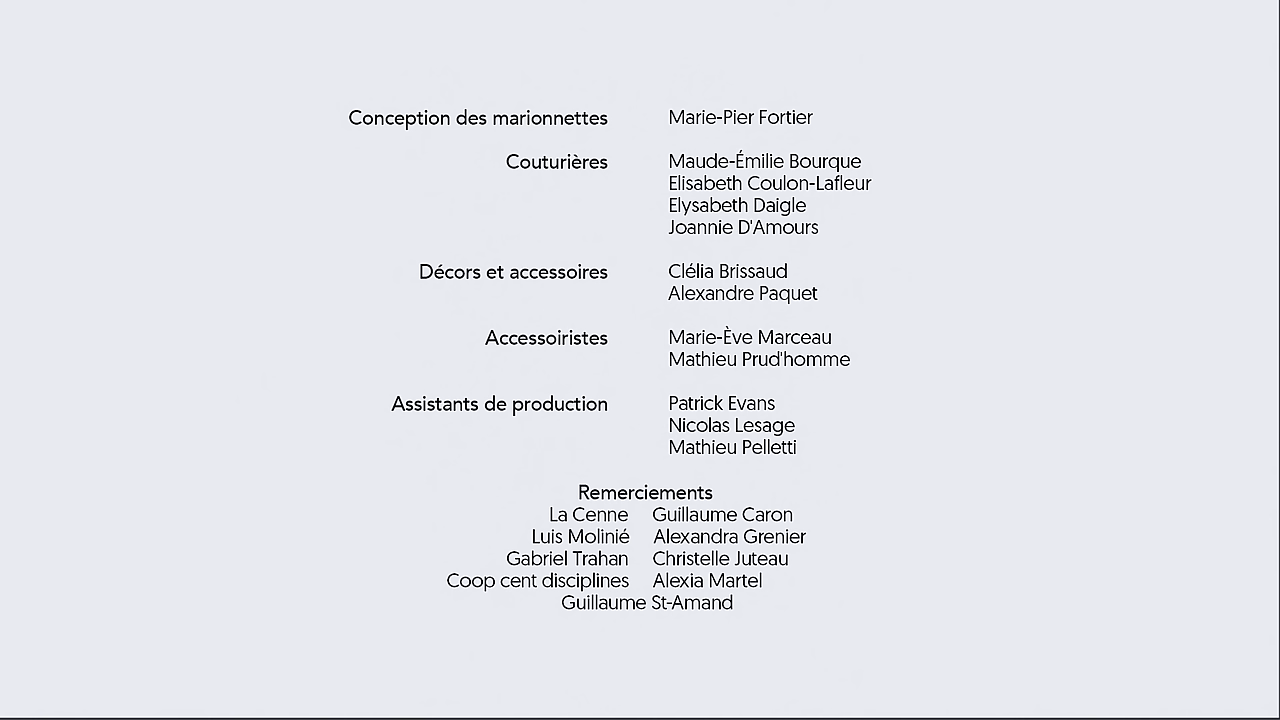 Conception des marionnettes Marie-Pier Fortier
Couturières Maude-Émilie Bourque
Elisabeth Coulon-Lafleur
Elysabeth Daigle
Joannie D'Amours
Décors et accessoires Clélia Brissaud
Alexandre Paquet
Accessoiristes Marie-Ève Marceau
Mathieu Prud'homme
Assistants de production Patrick Evans
Nicolas Lesage
Mathieu Pelletti
Remerciements
La Cenne Guillaume Caron
Luis Molinié Alexandra Grenier
Gabriel Trahan Christelle Juteau
Coop cent disciplines Alexia Martel
Guillaume St-Amand